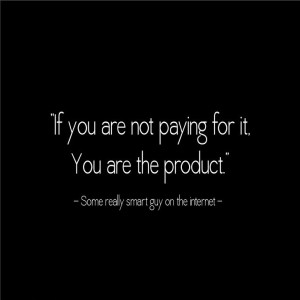 "If you are not paying for it,
You are the product."
- Some really smart guy on the internet -